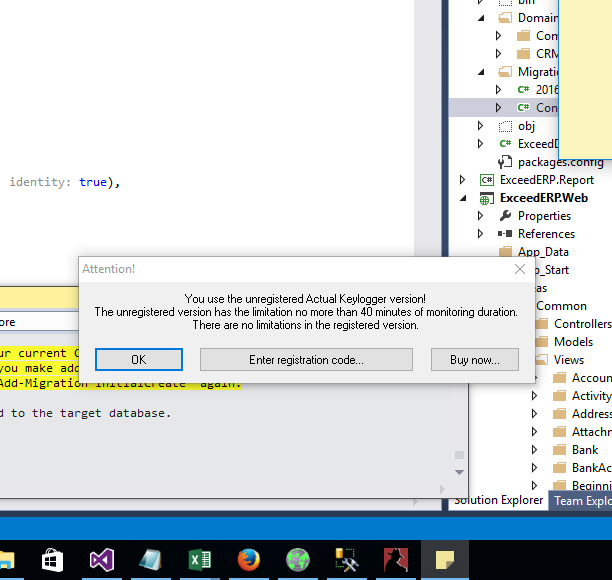 bin
Domain
Com
CRM
Migratio
C# 2016
C# Con
obj
C# ExceedD
packages.config
C# ExceedERP.Report
ExceedERP.Web
identity: true),
Properties
References
App_Data
p_Start
eas
Common
Controllers
Models
Views
Accoun
Activity
Address
Attachm
Bank
BankAc
Beginni
Attention!
You use the unregistered Actual Keylogger version!
The unregistered version has the limitation no more than 40 minutes of monitoring duration.
There are no limitations in the registered version.
OK
Enter registration code...
Buy now...
ore
ur current C
you make add
Add-Migration InitialCreate' again.
d to the target database.
Solution Explorer
Team Explo